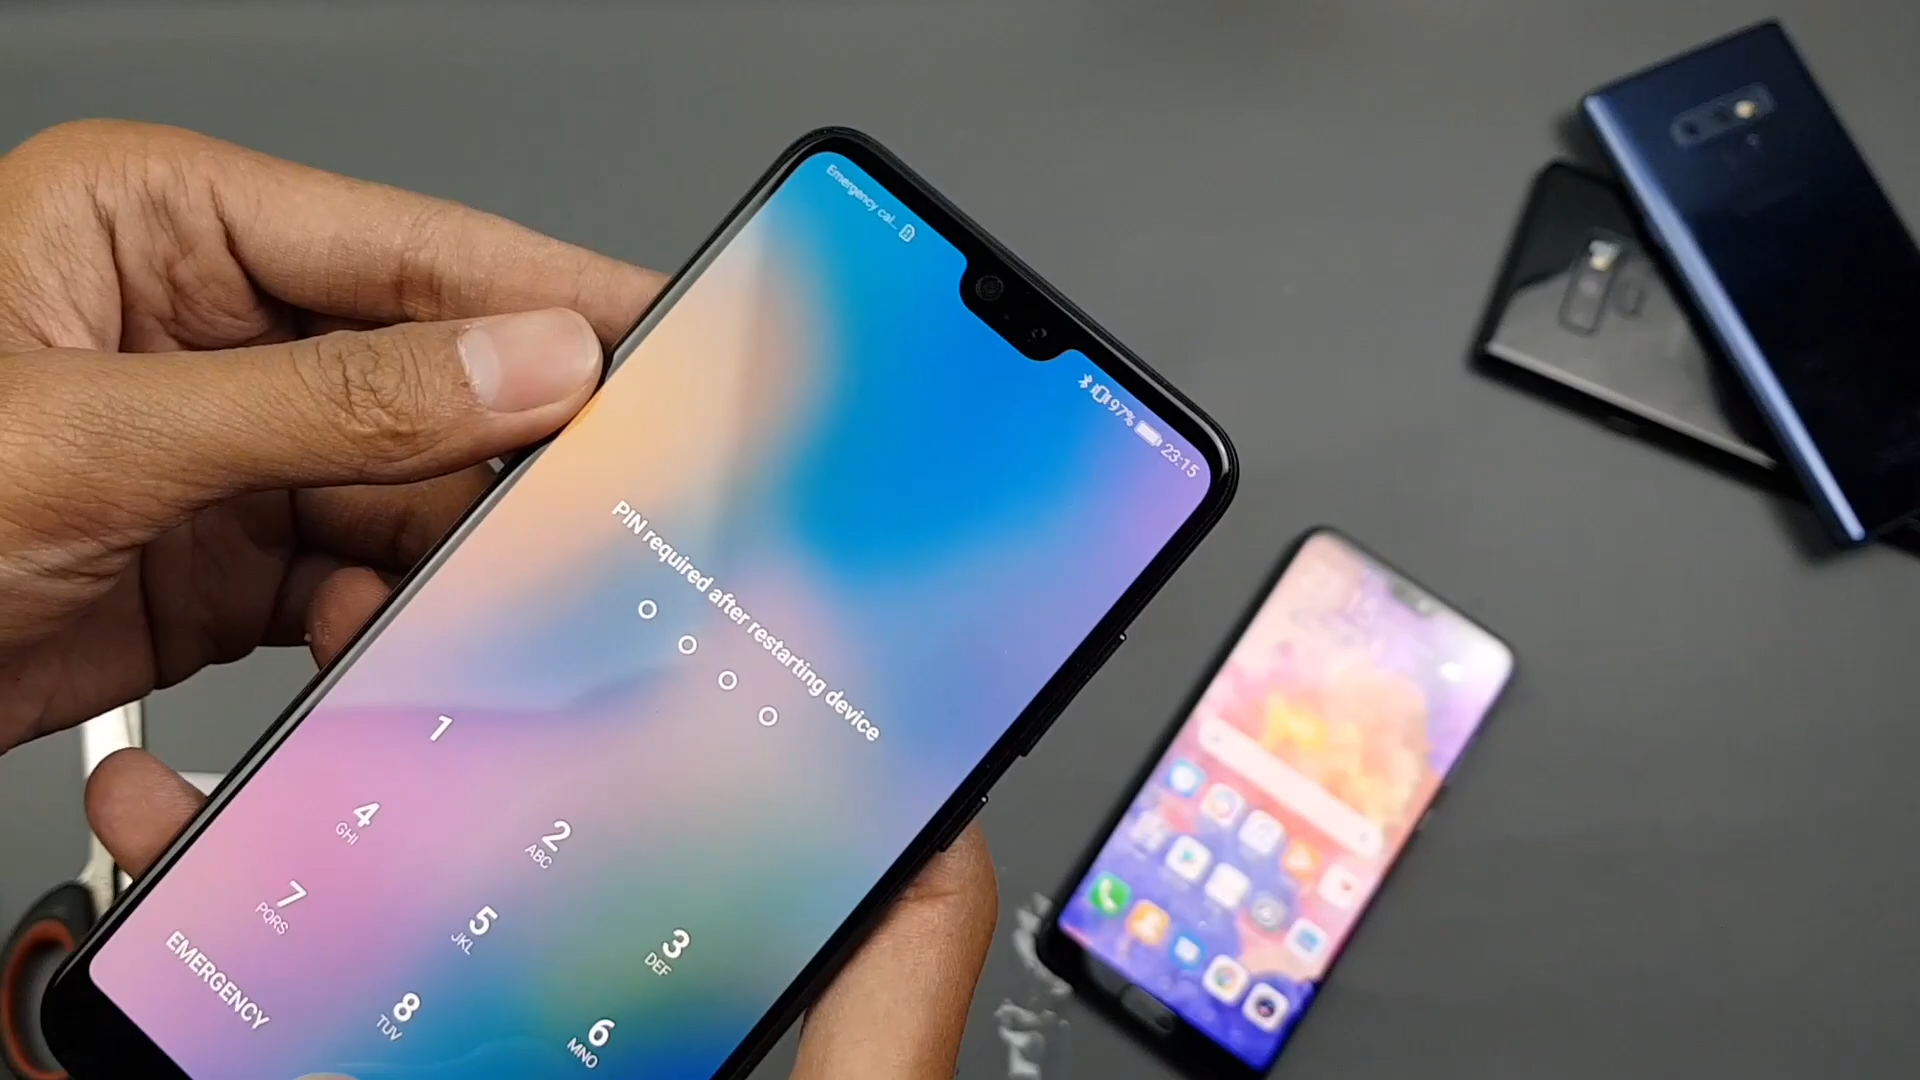 Emergency cal...
97% 23:15
PIN required after restarting device
1
2
ABC
3
DEF
4
GHI
5
JKL
6
MNO
7
PQRS
8
TUV
EMERGENCY